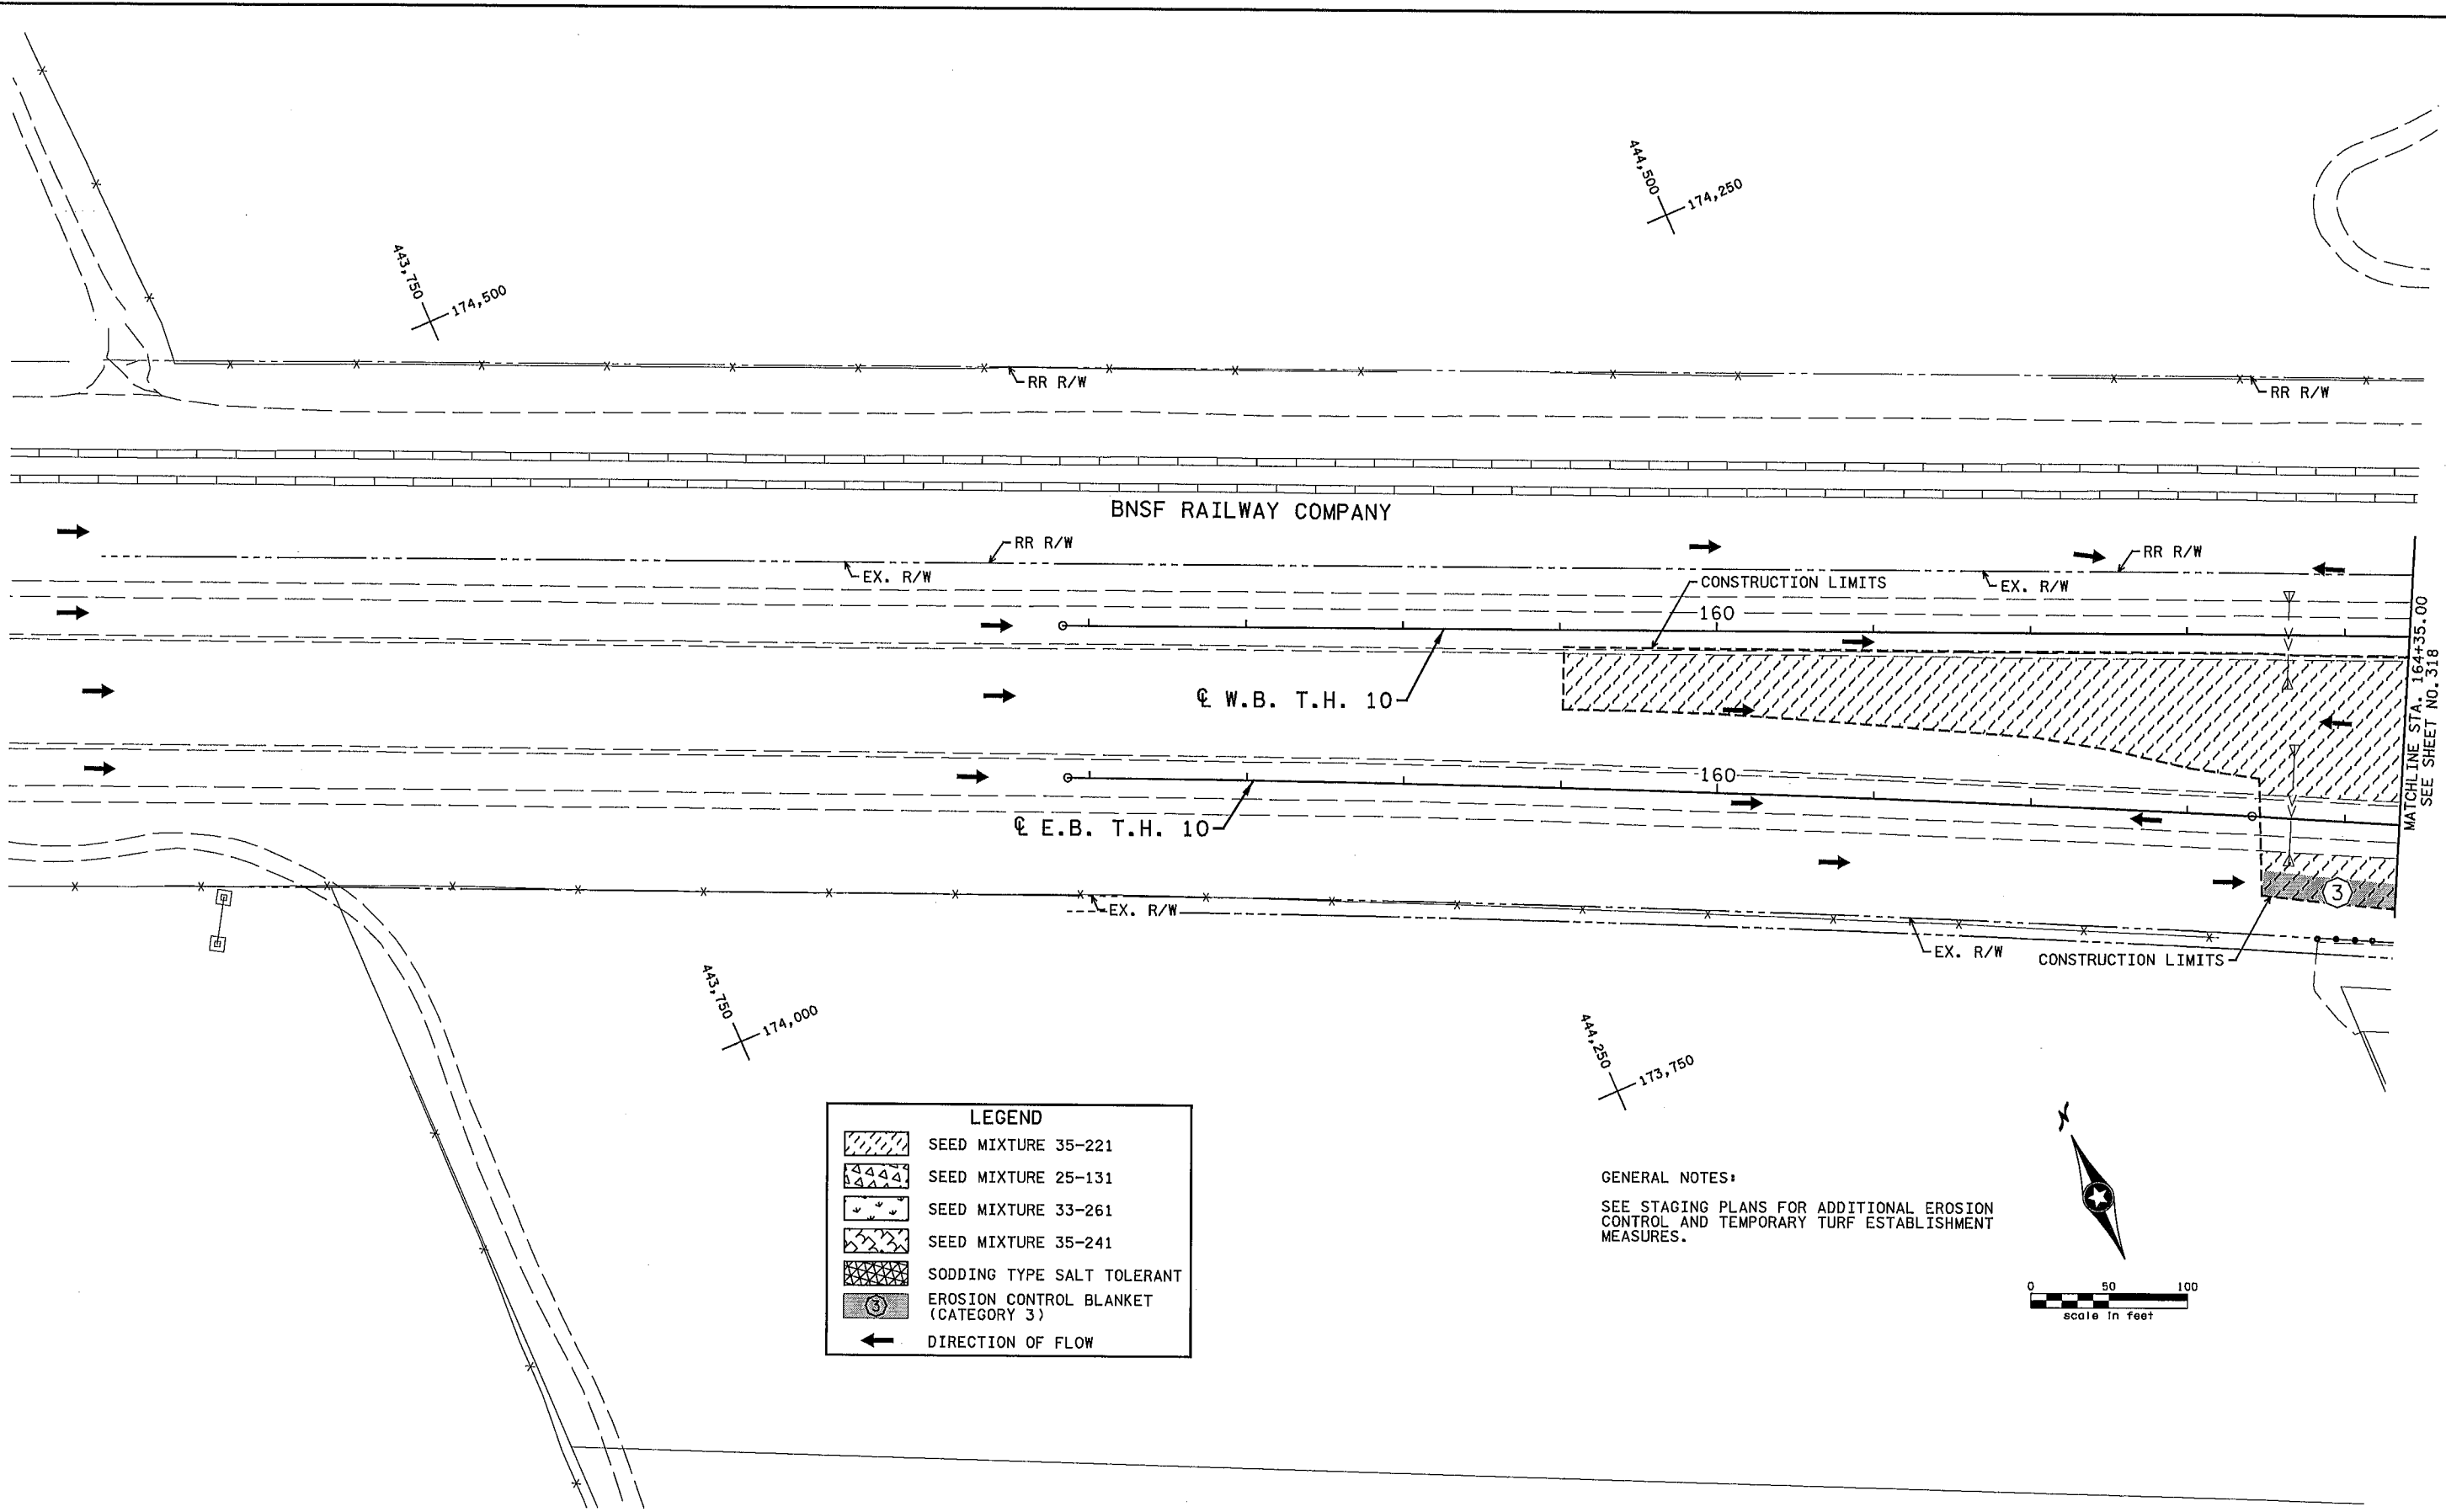 444,500
174,250
443,750
174,500
RR R/W
RR R/W
BNSF RAILWAY COMPANY
RR R/W
RR R/W
EX. R/W
CONSTRUCTION LIMITS
EX. R/W
160
MATCHLINE STA. 164+35.00
SEE SHEET NO. 318
℄ W.B. T.H. 10
160
℄ E.B. T.H. 10
3
EX. R/W
EX. R/W
CONSTRUCTION LIMITS
443,750
174,000
444,250
173,750
LEGEND
SEED MIXTURE 35-221
SEED MIXTURE 25-131
SEED MIXTURE 33-261
SEED MIXTURE 35-241
SODDING TYPE SALT TOLERANT
3
EROSION CONTROL BLANKET
(CATEGORY 3)
DIRECTION OF FLOW
GENERAL NOTES:
SEE STAGING PLANS FOR ADDITIONAL EROSION
CONTROL AND TEMPORARY TURF ESTABLISHMENT
MEASURES.
N
0 50 100
scale in feet